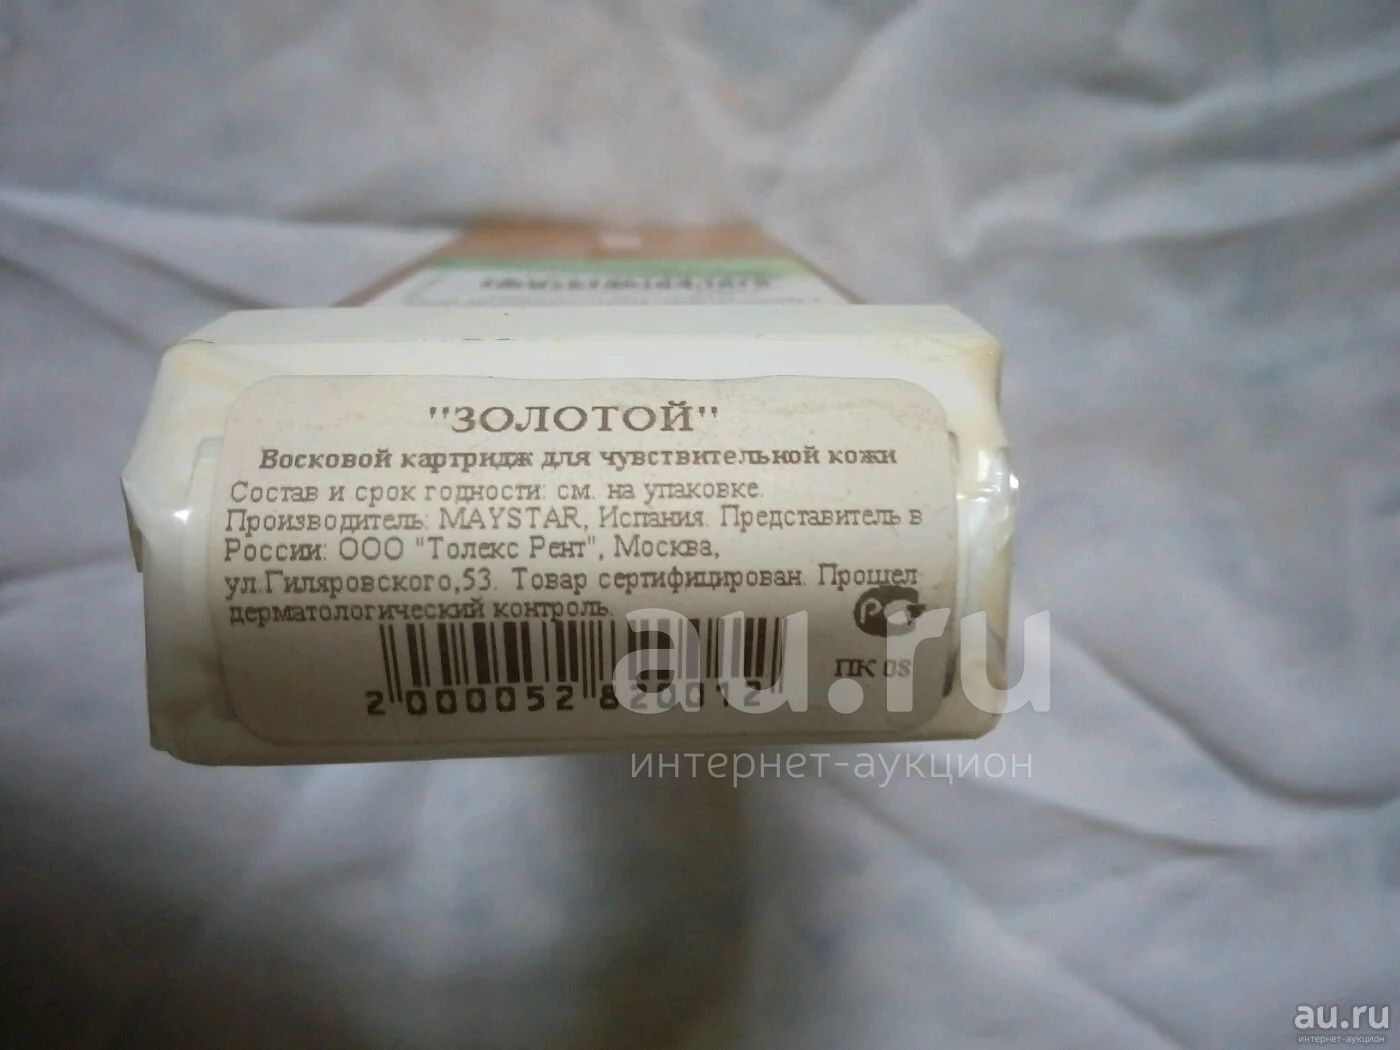 "ЗОЛОТОЙ"
Восковой картридж для чувствительной кожи
Состав и срок годности: см. на упаковке.
Производитель: MAYSTAR, Испания. Представитель в
России: ООО "Толекс Рент", Москва,
ул.Гиляровского,53. Товар сертифицирован. Прошел
дерматологический контроль.
РСТ
ПК 08
2 000052 820012
au.ru
интернет-аукцион
au.ru
интернет-аукцион